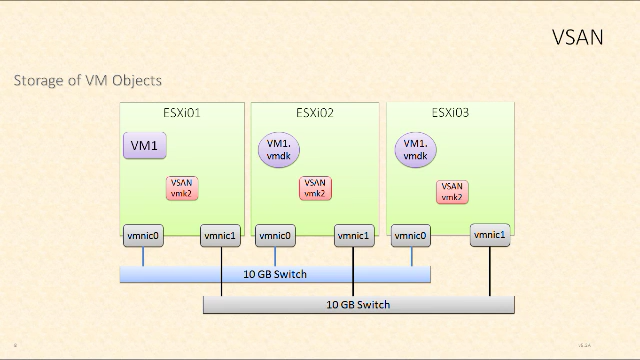 VSAN
Storage of VM Objects
ESXi01
ESXi02
ESXi03
VM1
VM1.
vmdk
VM1.
vmdk
VSAN
vmk2
VSAN
vmk2
VSAN
vmk2
vmnic0
vmnic1
vmnic0
vmnic1
vmnic0
vmnic1
10 GB Switch
10 GB Switch